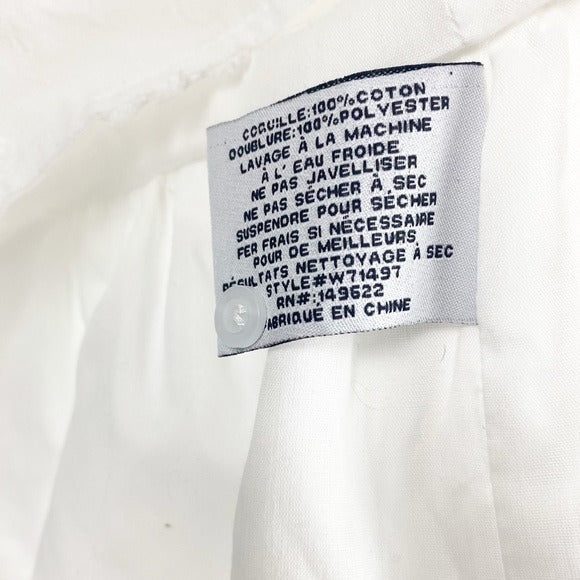 COQUILLE:100%COTON
DOUBLURE:100%POLYESTER
LAVAGE À LA MACHINE
À L' EAU FROIDE
NE PAS JAVELLISER
NE PAS SÉCHER À SEC
SUSPENDRE POUR SÉCHER
FER FRAIS SI NÉCESSAIRE
POUR DE MEILLEURS
RÉSULTATS NETTOYAGE À SEC
STYLE#W71497
RN#:149622
FABRIQUÉ EN CHINE